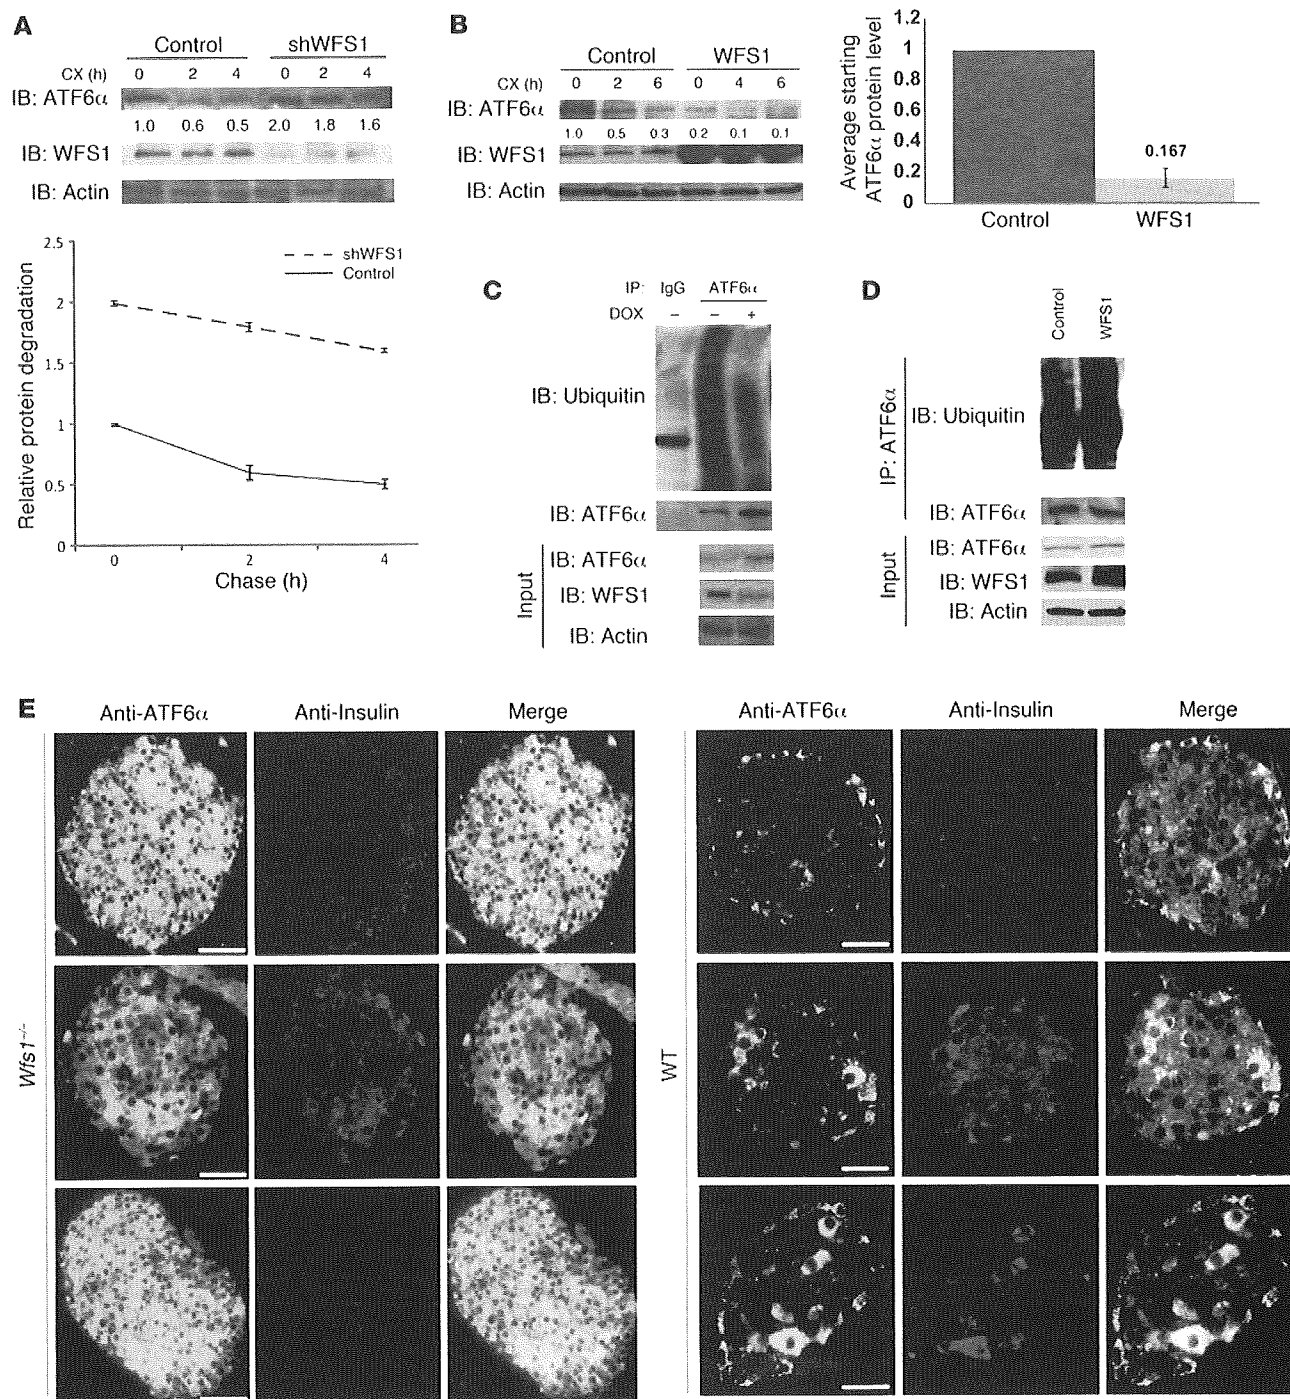 A
Control shWFS1
CX (h) 0 2 4 0 2 4
IB: ATF6α
1.0 0.6 0.5 2.0 1.8 1.6
IB: WFS1
IB: Actin
2.5
2
1.5
1
0.5
0
Relative protein degradation
shWFS1
Control
0 2 4
Chase (h)
B
Control WFS1
CX (h) 0 2 6 0 4 6
IB: ATF6α
1.0 0.5 0.3 0.2 0.1 0.1
IB: WFS1
IB: Actin
Average starting
ATF6α protein level
1.2
1
0.8
0.6
0.4
0.2
0
0.167
Control WFS1
C
IP: IgG ATF6α
DOX − − +
IB: Ubiquitin
IB: ATF6α
Input
IB: ATF6α
IB: WFS1
IB: Actin
D
Control WFS1
IP: ATF6α
IB: Ubiquitin
IB: ATF6α
Input
IB: ATF6α
IB: WFS1
IB: Actin
E
Anti-ATF6α Anti-Insulin Merge Anti-ATF6α Anti-Insulin Merge
Wfs1−/−
WT